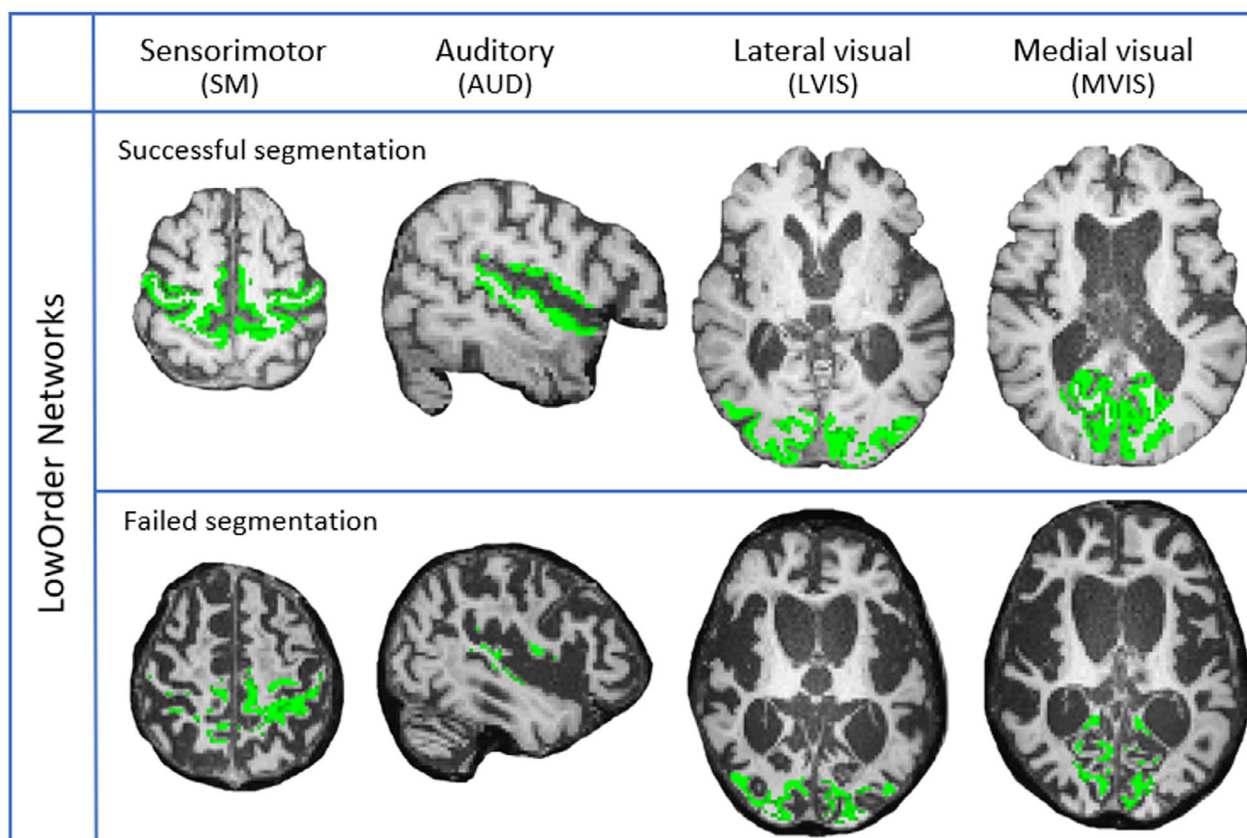 Sensorimotor
(SM)
Auditory
(AUD)
Lateral visual
(LVIS)
Medial visual
(MVIS)
LowOrder Networks
Successful segmentation
Failed segmentation